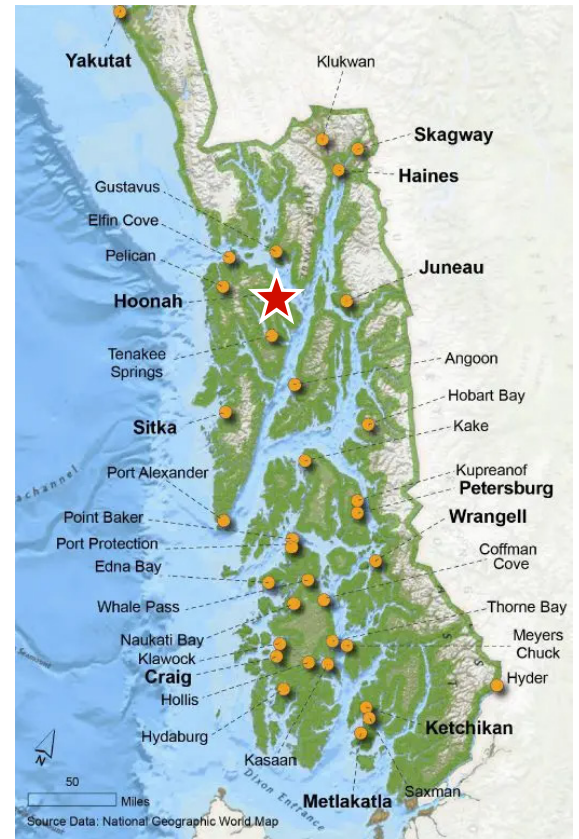 Yakutat
Klukwan
Skagway
Haines
Gustavus
Elfin Cove
Pelican
Juneau
Hoonah
Tenakee
Springs
Angoon
Hobart Bay
Sitka
Kake
Port Alexander
Kupreanof
Petersburg
Point Baker
Wrangell
Port Protection
Coffman
Cove
Edna Bay
Whale Pass
Thorne Bay
Naukati Bay
Meyers
Chuck
Klawock
Craig
Hyder
Hollis
Hydaburg
Ketchikan
Kasaan
Saxman
Dixon Entrance
Metlakatla
N
50
Miles
Source Data: National Geographic World Map